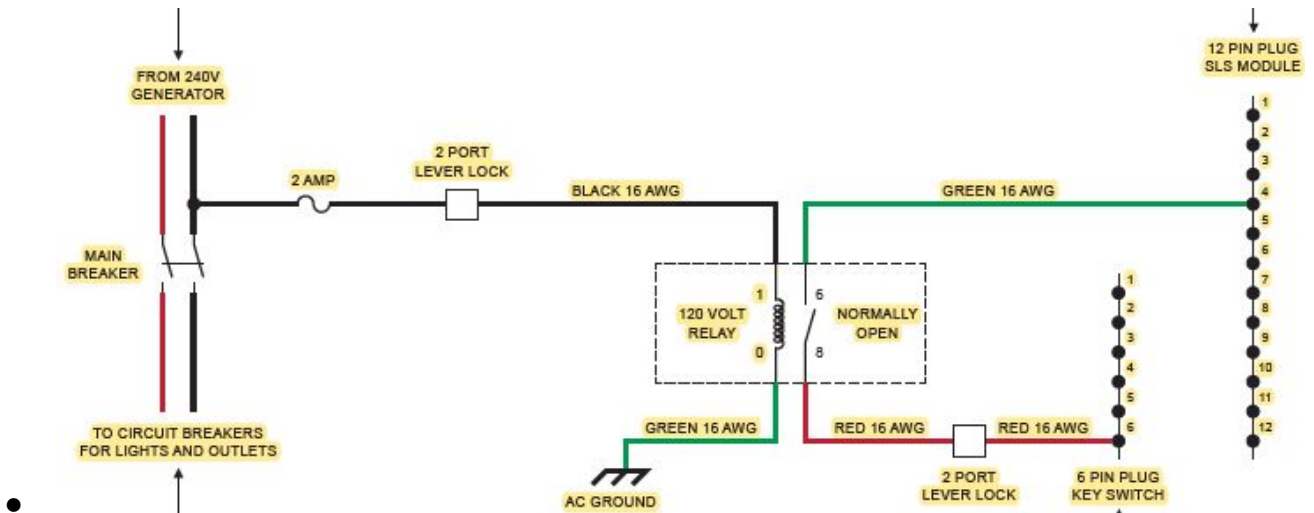 12 PIN PLUG
SLS MODULE
FROM 240V
GENERATOR
1
2
3
4
5
6
7
8
9
10
11
12
2 PORT
LEVER LOCK
2 AMP
BLACK 16 AWG
GREEN 16 AWG
MAIN
BREAKER
120 VOLT
RELAY
1
0
6
8
NORMALLY
OPEN
1
2
3
4
5
6
TO CIRCUIT BREAKERS
FOR LIGHTS AND OUTLETS
GREEN 16 AWG
RED 16 AWG
RED 16 AWG
AC GROUND
2 PORT
LEVER LOCK
6 PIN PLUG
KEY SWITCH